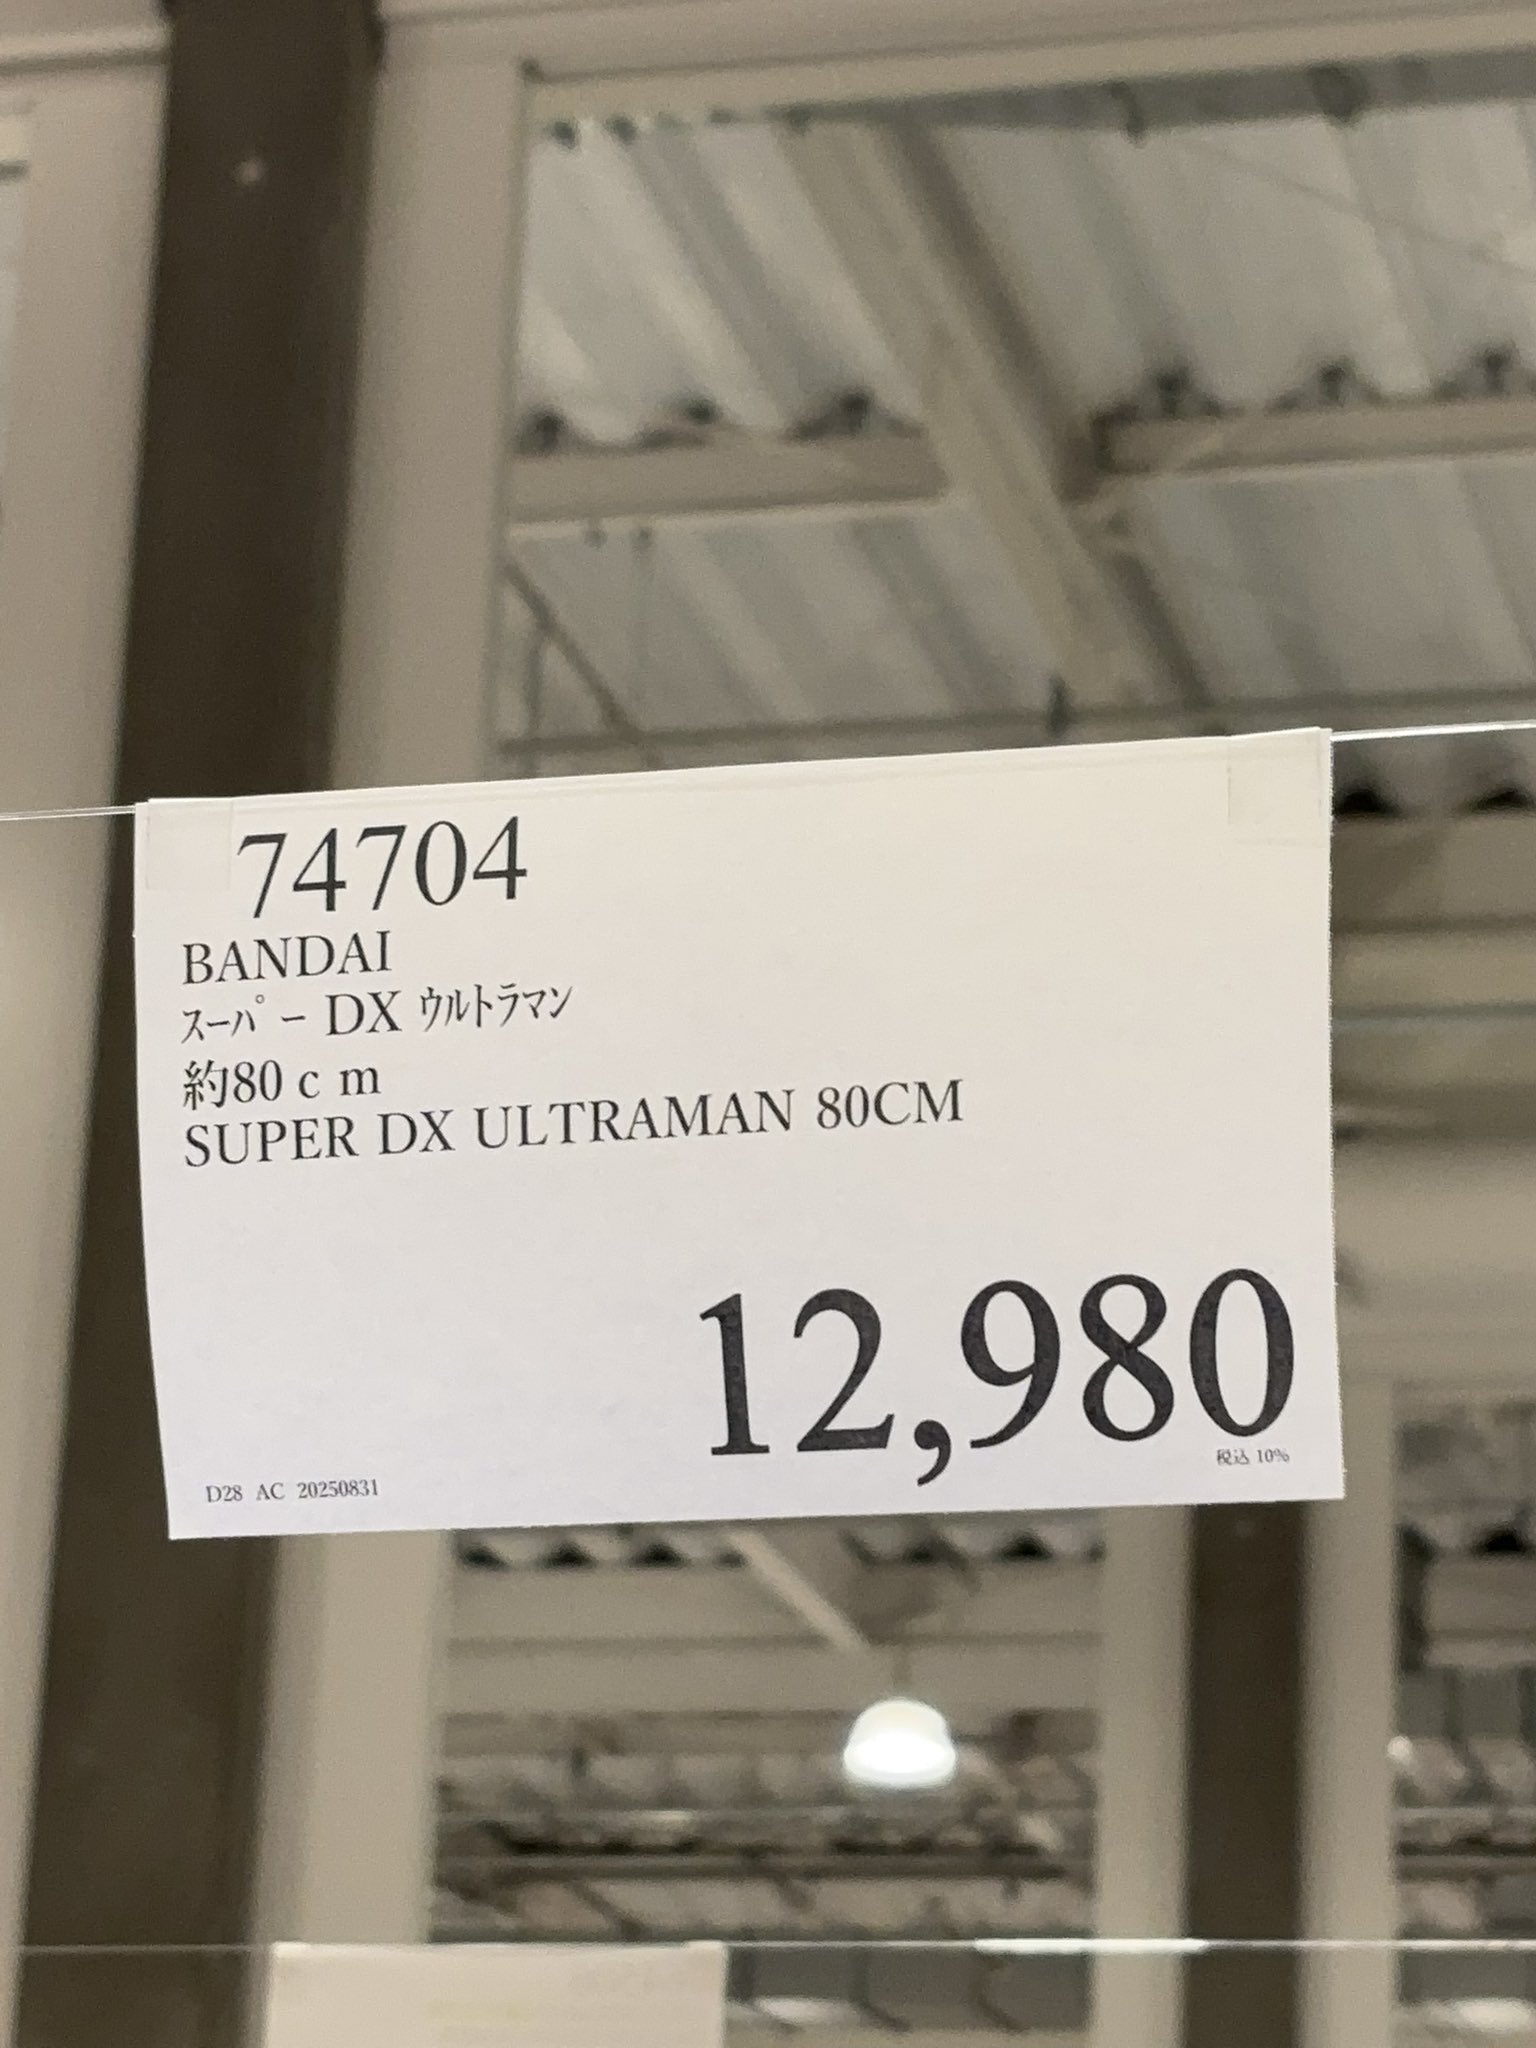 74704
BANDAI
ｽｰﾊﾟｰ DX ｳﾙﾄﾗﾏﾝ
約80ｃｍ
SUPER DX ULTRAMAN 80CM
12,980
税込 10%
D28 AC 20250831